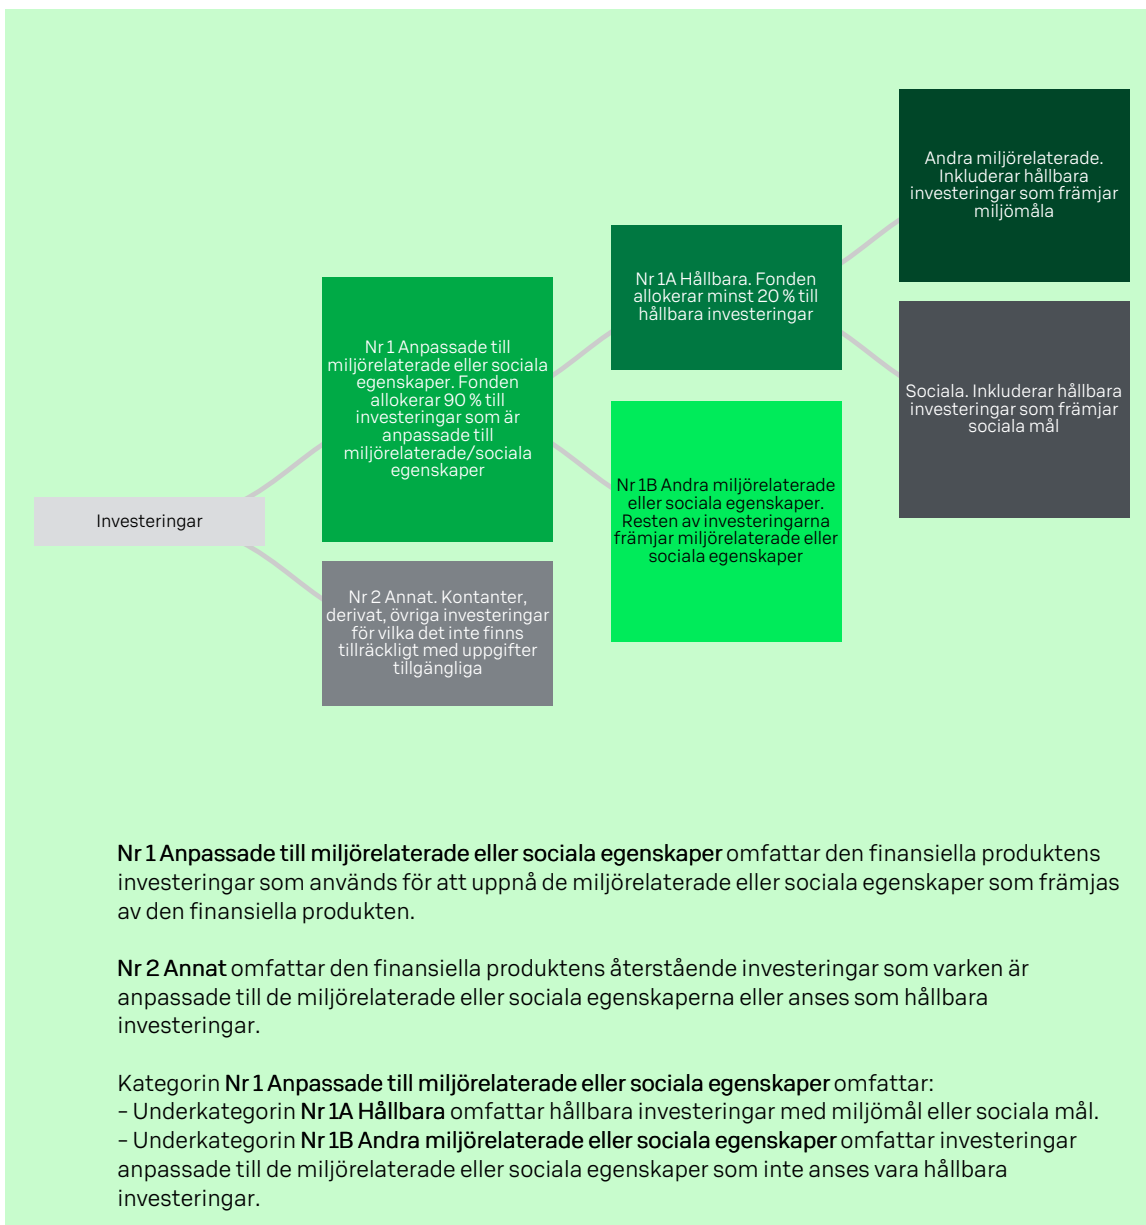 Andra miljörelaterade.
Inkluderar hållbara
investeringar som främjar
miljömåla
Nr 1A Hållbara. Fonden
allokerar minst 20 % till
hållbara investeringar
Nr 1 Anpassade till
miljörelaterade eller sociala
egenskaper. Fonden
allokerar 90 % till
investeringar som är
anpassade till
miljörelaterade/sociala
egenskaper
Sociala. Inkluderar hållbara
investeringar som främjar
sociala mål
Nr 1B Andra miljörelaterade
eller sociala egenskaper.
Resten av investeringarna
främjar miljörelaterade eller
sociala egenskaper
Investeringar
Nr 2 Annat. Kontanter,
derivat, övriga investeringar
för vilka det inte finns
tillräckligt med uppgifter
tillgängliga
Nr 1 Anpassade till miljörelaterade eller sociala egenskaper omfattar den finansiella produktens
investeringar som används för att uppnå de miljörelaterade eller sociala egenskaper som främjas
av den finansiella produkten.
Nr 2 Annat omfattar den finansiella produktens återstående investeringar som varken är
anpassade till de miljörelaterade eller sociala egenskaperna eller anses som hållbara
investeringar.
Kategorin Nr 1 Anpassade till miljörelaterade eller sociala egenskaper omfattar:
– Underkategorin Nr 1A Hållbara omfattar hållbara investeringar med miljömål eller sociala mål.
– Underkategorin Nr 1B Andra miljörelaterade eller sociala egenskaper omfattar investeringar
anpassade till de miljörelaterade eller sociala egenskaper som inte anses vara hållbara
investeringar.